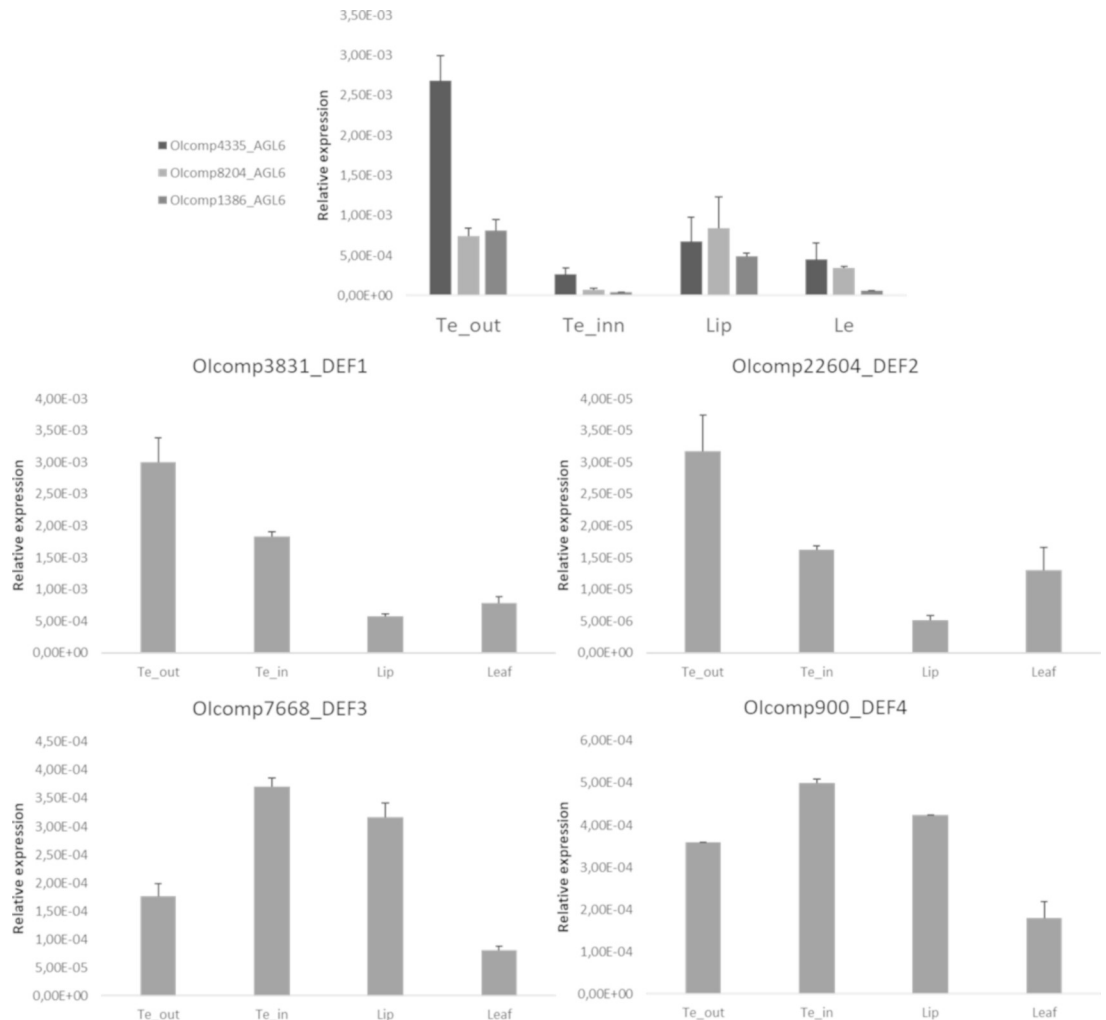 3,50E-03
3,00E-03
2,50E-03
2,00E-03
1,50E-03
1,00E-03
5,00E-04
0,00E+00
Relative expression
Olcomp4335_AGL6
Olcomp8204_AGL6
Olcomp1386_AGL6
Te_out Te_inn Lip Le
Olcomp3831_DEF1
4,00E-03
3,50E-03
3,00E-03
2,50E-03
2,00E-03
1,50E-03
1,00E-03
5,00E-04
0,00E+00
Relative expression
Te_out Te_in Lip Leaf
Olcomp22604_DEF2
4,00E-05
3,50E-05
3,00E-05
2,50E-05
2,00E-05
1,50E-05
1,00E-05
5,00E-06
0,00E+00
Relative expression
Te_out Te_in Lip Leaf
Olcomp7668_DEF3
4,50E-04
4,00E-04
3,50E-04
3,00E-04
2,50E-04
2,00E-04
1,50E-04
1,00E-04
5,00E-05
0,00E+00
Relative expression
Te_out Te_in Lip Leaf
Olcomp900_DEF4
6,00E-04
5,00E-04
4,00E-04
3,00E-04
2,00E-04
1,00E-04
0,00E+00
Relative expression
Te_out Te_in Lip Leaf